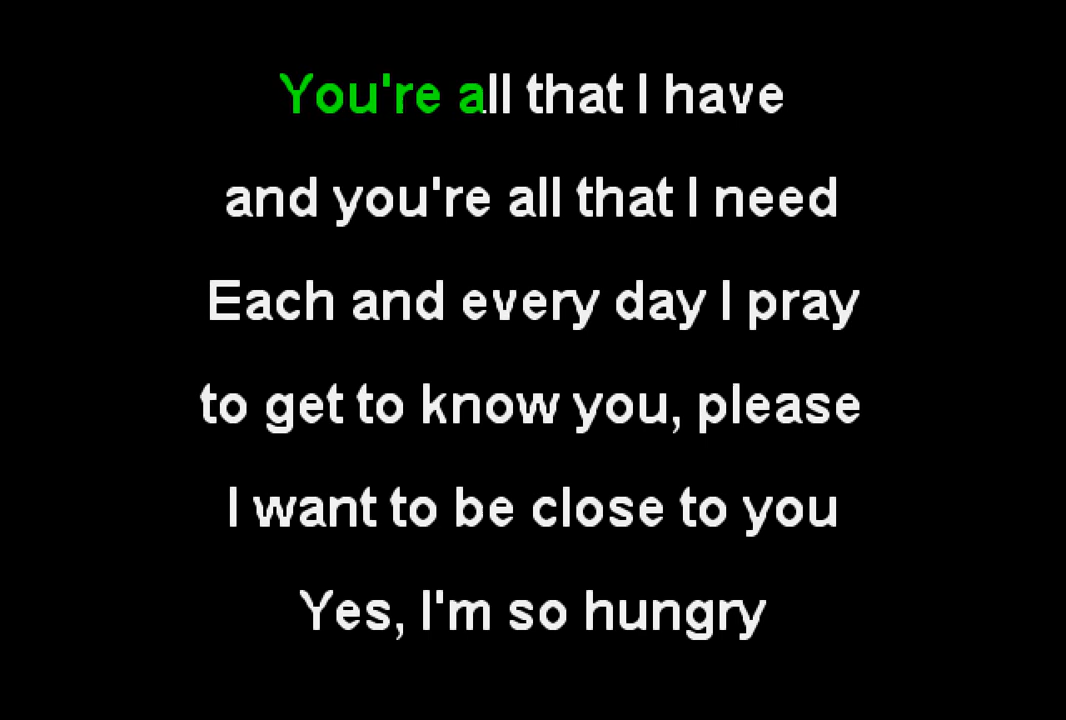 You're all that I have
and you're all that I need
Each and every day I pray
to get to know you, please
I want to be close to you
Yes, I'm so hungry